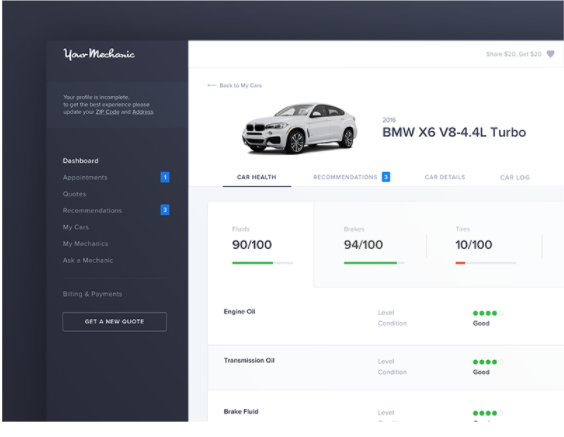 Your Mechanic
Share $20, Get $20
Your profile is incomplete,
to get the best experience please
update your ZIP Code and Address
← Back to My Cars
2016
BMW X6 V8-4.4L Turbo
Dashboard
Appointments 1
Quotes
Recommendations 3
My Cars
My Mechanics
Ask a Mechanic
Billing & Payments
GET A NEW QUOTE
CAR HEALTH RECOMMENDATIONS 3 CAR DETAILS CAR LOG
Fluids Brakes Tires
90/100 94/100 10/100
Engine Oil Level
Condition Good
Transmission Oil Level
Condition Good
Brake Fluid Level